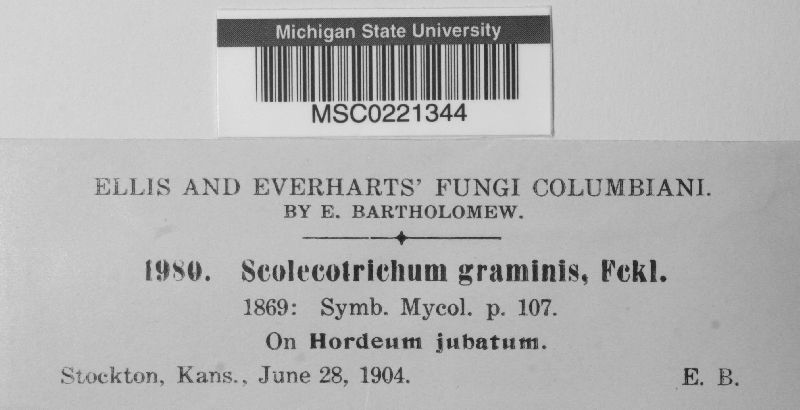 Michigan State University
MSC0221344
ELLIS AND EVERHARTS' FUNGI COLUMBIANI.
BY E. BARTHOLOMEW.
1980. Scolecotrichum graminis, Fckl.
1869: Symb. Mycol. p. 107.
On Hordeum jubatum.
Stockton, Kans., June 28, 1904. E. B.